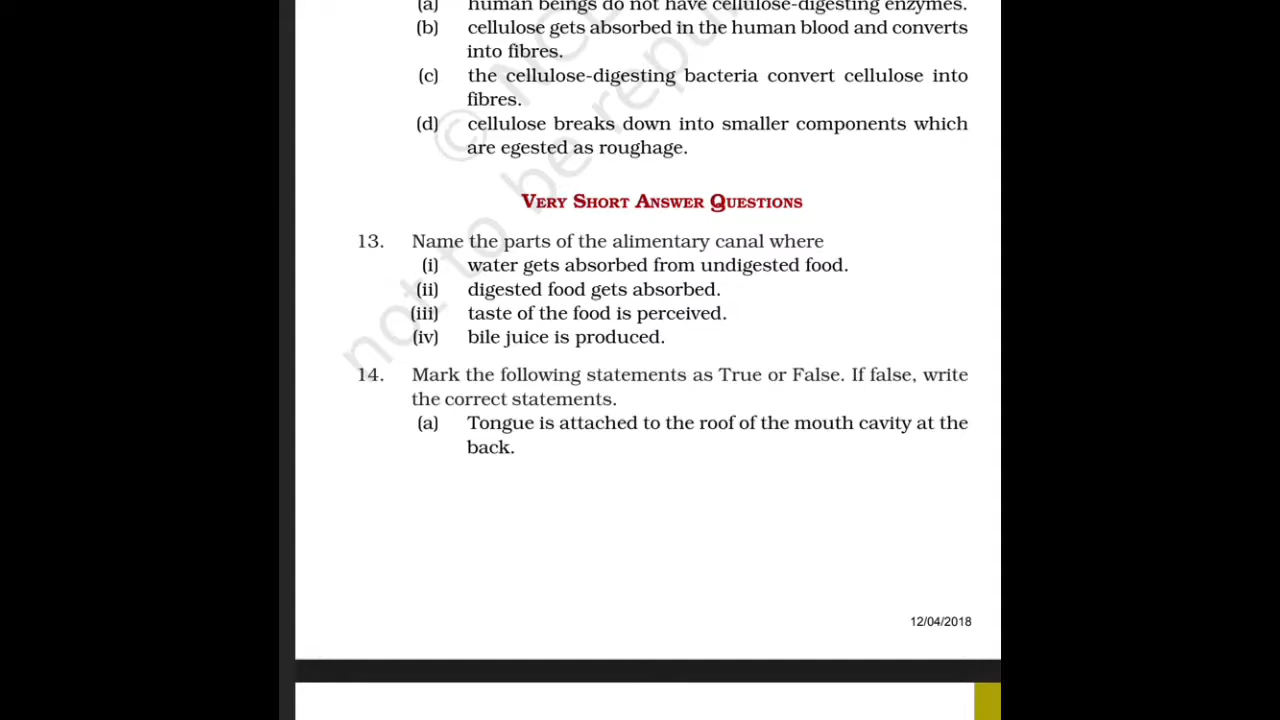 (a) human beings do not have cellulose-digesting enzymes.
(b) cellulose gets absorbed in the human blood and converts
into fibres.
(c) the cellulose-digesting bacteria convert cellulose into
fibres.
(d) cellulose breaks down into smaller components which
are egested as roughage.
VERY SHORT ANSWER QUESTIONS
13. Name the parts of the alimentary canal where
(i) water gets absorbed from undigested food.
(ii) digested food gets absorbed.
(iii) taste of the food is perceived.
(iv) bile juice is produced.
14. Mark the following statements as True or False. If false, write
the correct statements.
(a) Tongue is attached to the roof of the mouth cavity at the
back.
12/04/2018
© NC
not to be repu